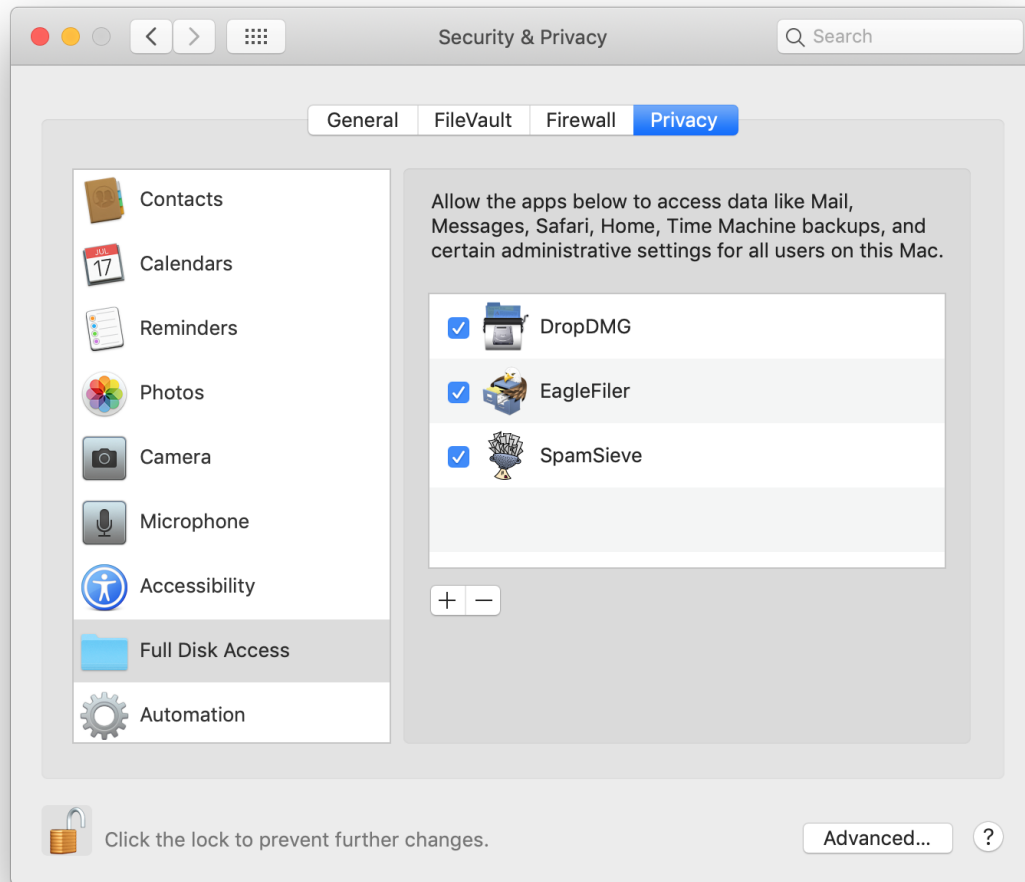 Security & Privacy
Search
General
FileVault
Firewall
Privacy
Contacts
JUL
17
Calendars
Reminders
Photos
Camera
Microphone
Accessibility
Full Disk Access
Automation
Allow the apps below to access data like Mail,
Messages, Safari, Home, Time Machine backups, and
certain administrative settings for all users on this Mac.
DropDMG
EagleFiler
SpamSieve
+
−
Click the lock to prevent further changes.
Advanced...
?